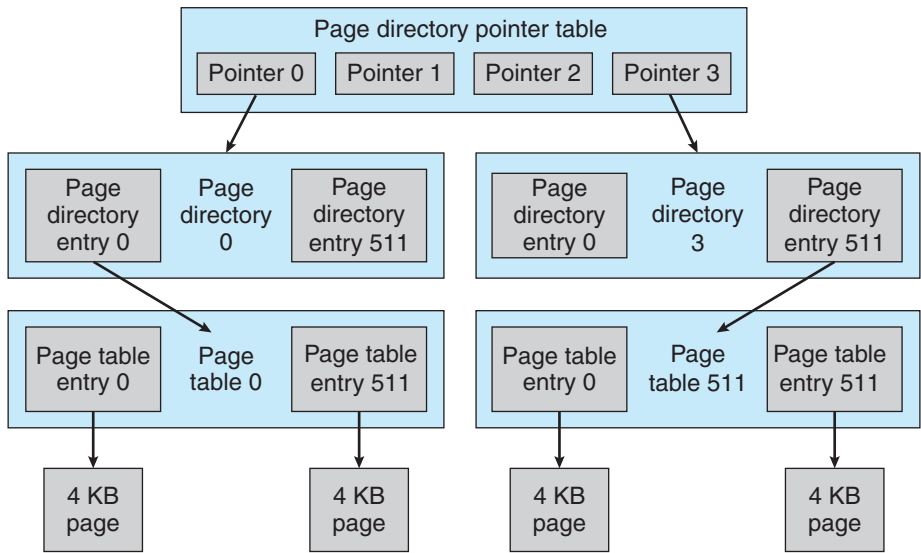 Page directory pointer table
Pointer 0
Pointer 1
Pointer 2
Pointer 3
Page
directory
entry 0
Page
directory
0
Page
directory
entry 511
Page
directory
entry 0
Page
directory
3
Page
directory
entry 511
Page table
entry 0
Page
table 0
Page table
entry 511
Page table
entry 0
Page
table 511
Page table
entry 511
4 KB
page
4 KB
page
4 KB
page
4 KB
page